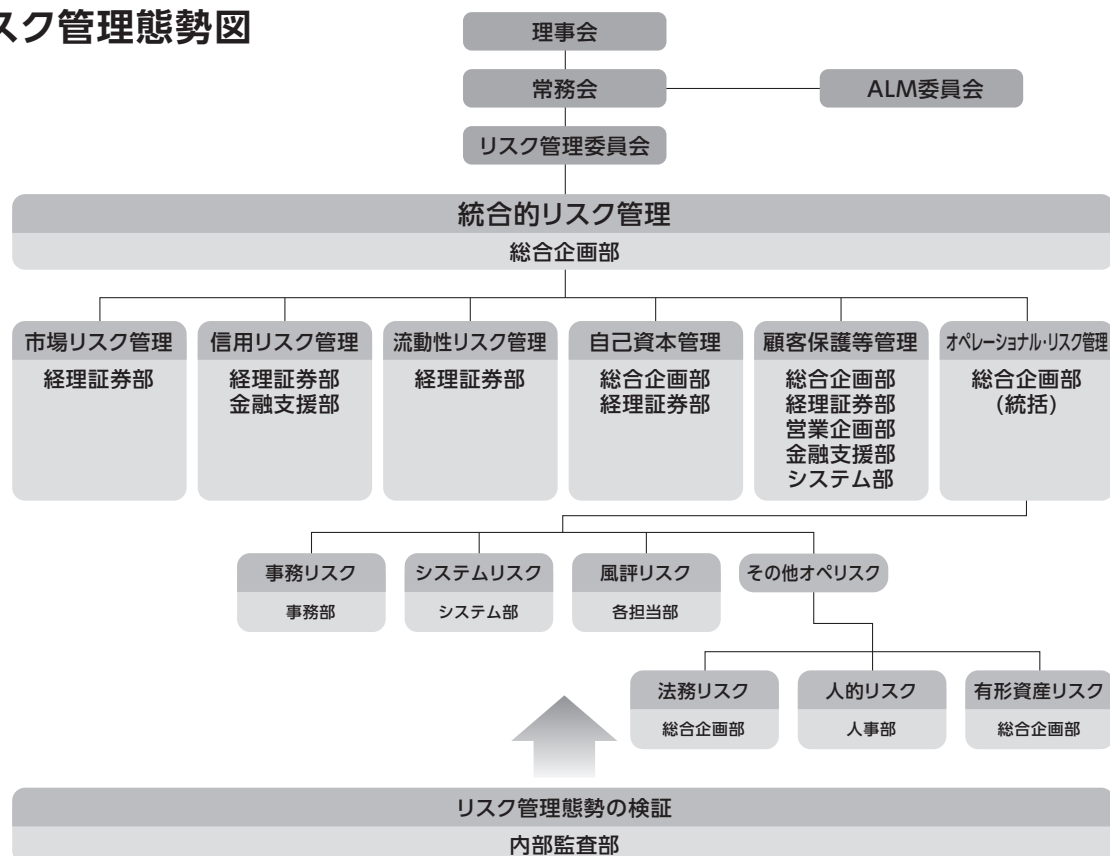 スク管理態勢図
理事会
常務会
ALM委員会
リスク管理委員会
統合的リスク管理
総合企画部
市場リスク管理
経理証券部
信用リスク管理
経理証券部
金融支援部
流動性リスク管理
経理証券部
自己資本管理
総合企画部
経理証券部
顧客保護等管理
総合企画部
経理証券部
営業企画部
金融支援部
システム部
オペレーショナル・リスク管理
総合企画部
(統括)
事務リスク
事務部
システムリスク
システム部
風評リスク
各担当部
その他オペリスク
法務リスク
総合企画部
人的リスク
人事部
有形資産リスク
総合企画部
リスク管理態勢の検証
内部監査部